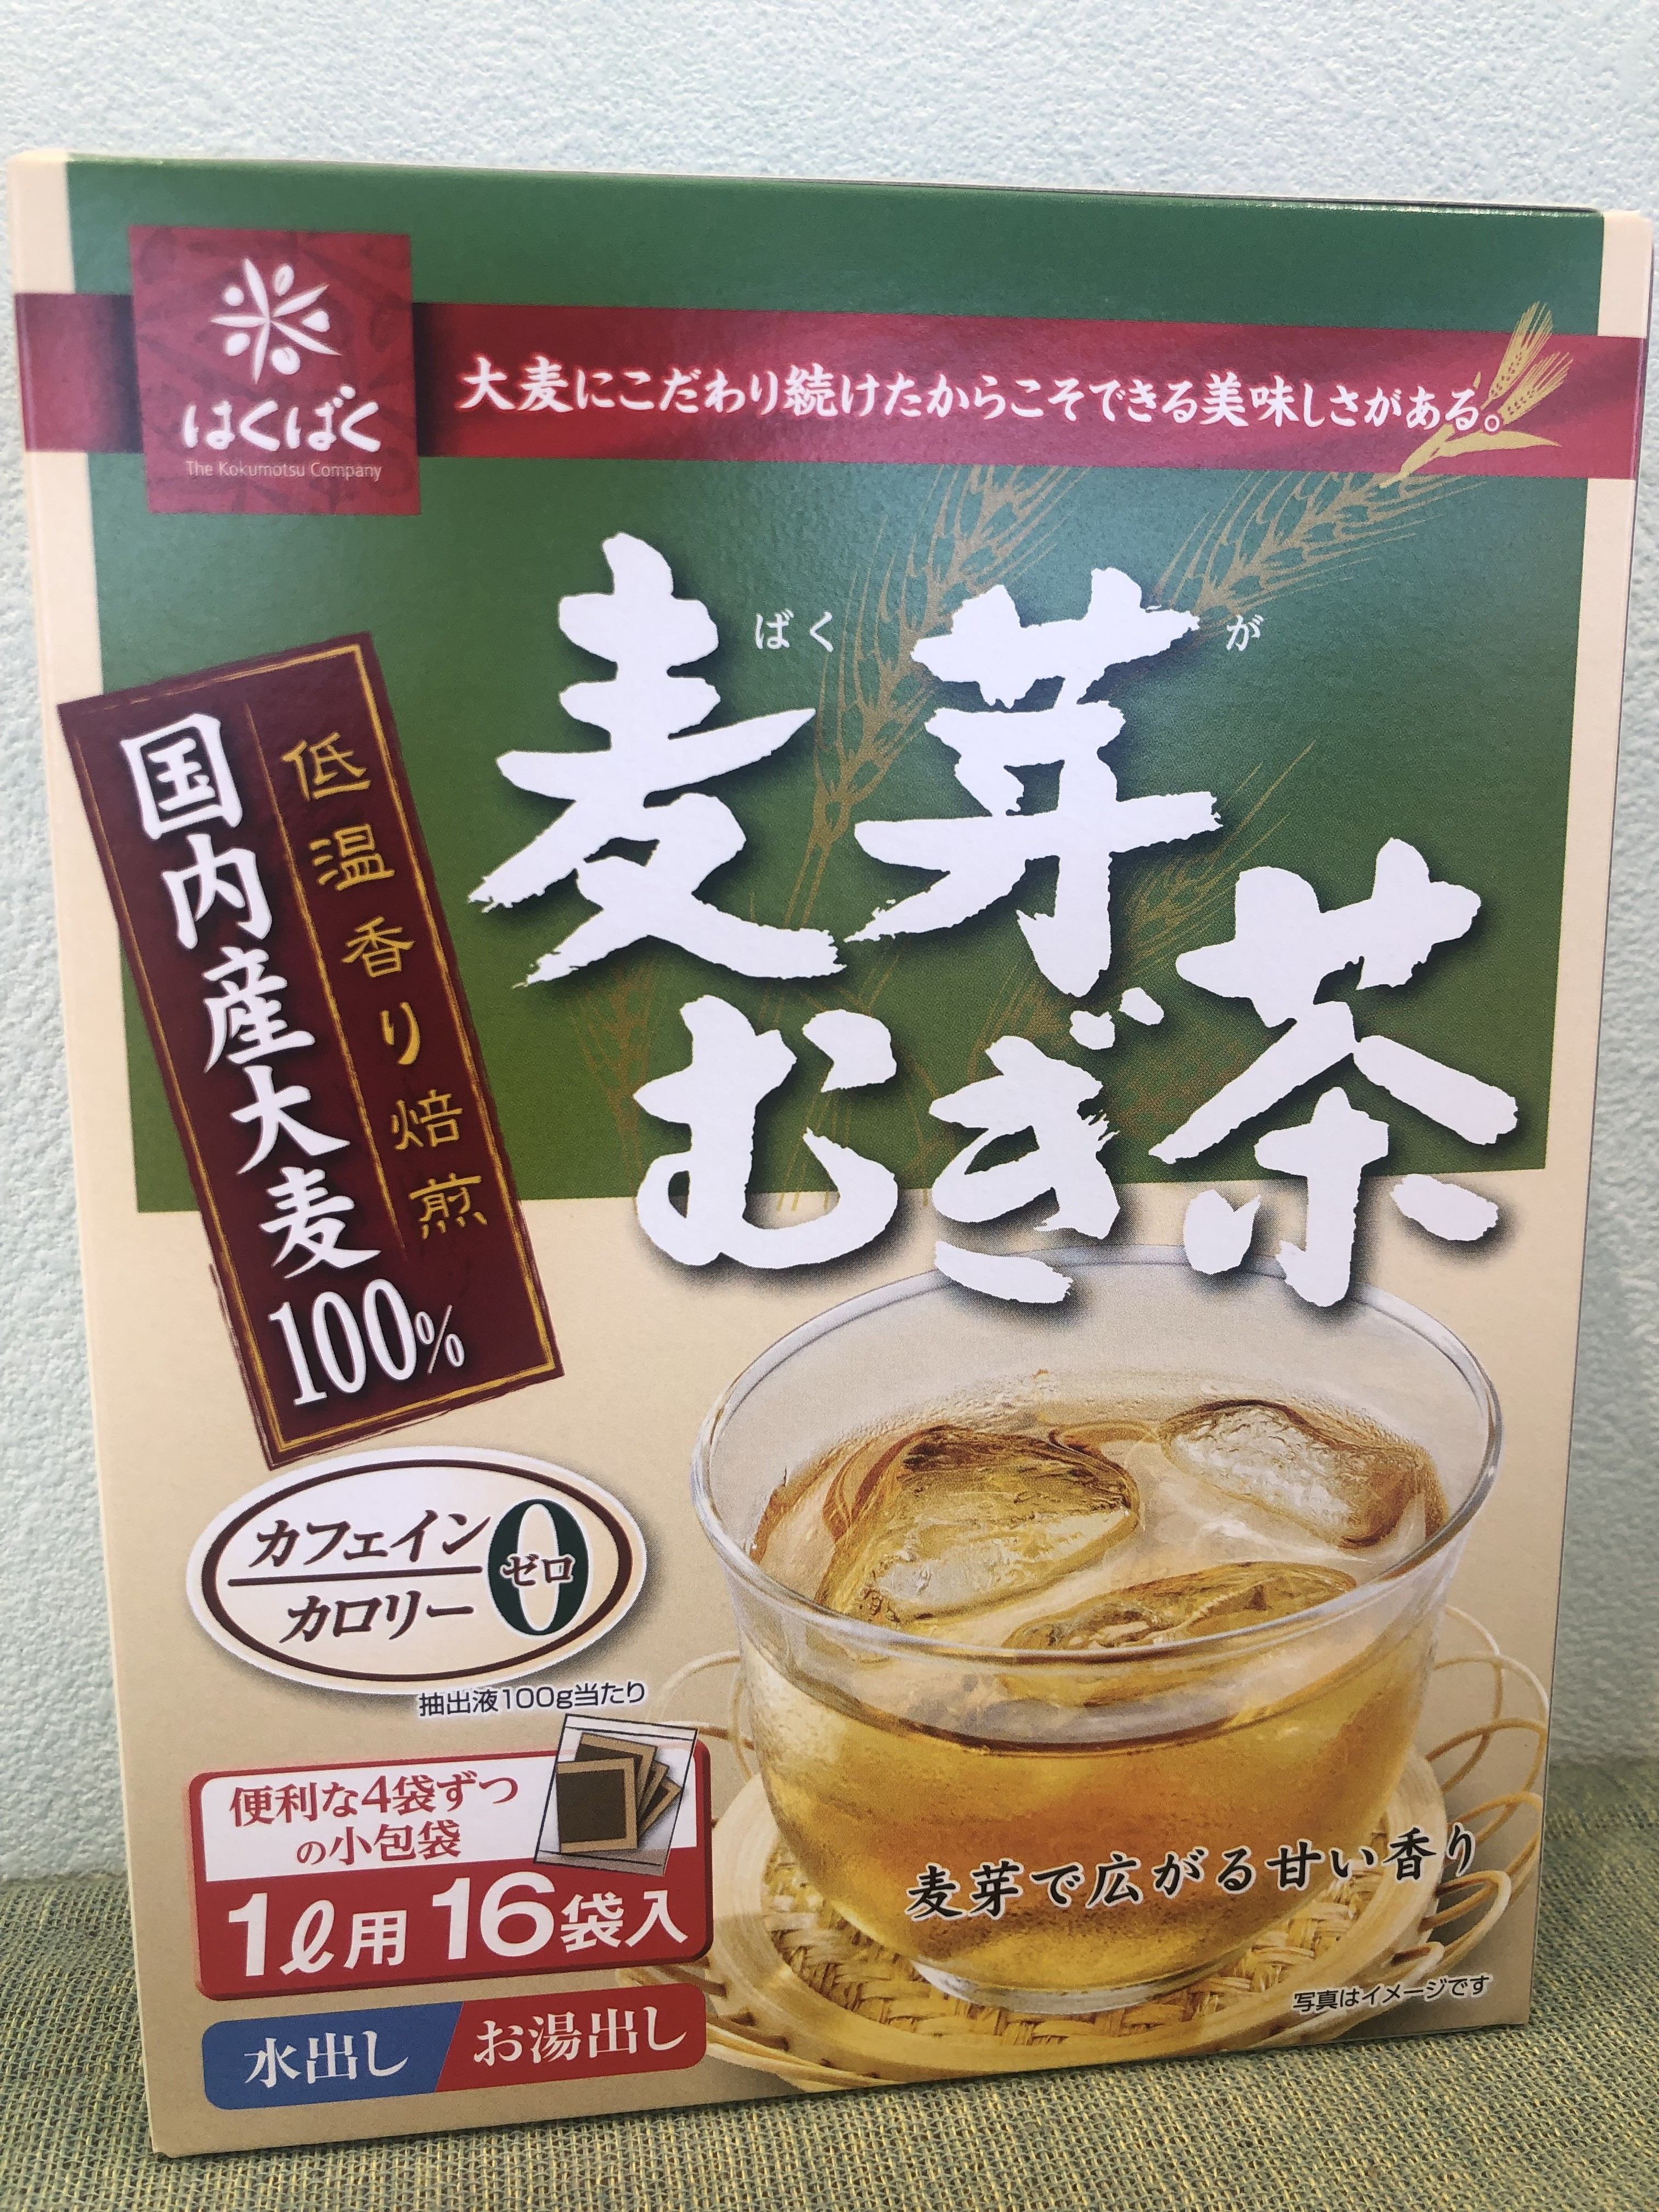 はくばく
The Kokumotsu Company
大麦にこだわり続けたからこそできる美味しさがある。
麦芽
ばくが
むぎ茶
低温香り焙煎
国内産大麦100%
カフェイン
カロリー
0
ゼロ
抽出液100g当たり
便利な4袋ずつ
の小包袋
1ℓ用16袋入
水出し
お湯出し
麦芽で広がる甘い香り
写真はイメージです